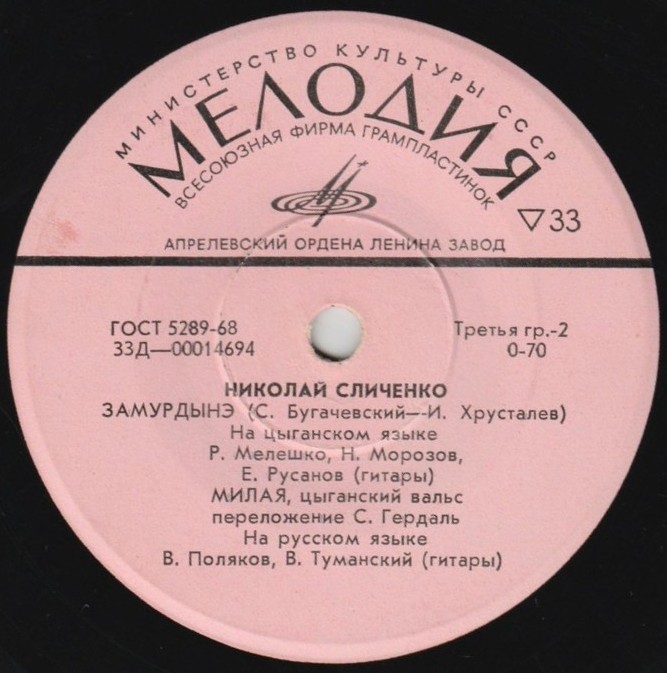 МИНИСТЕРСТВО КУЛЬТУРЫ СССР
МЕЛОДИЯ
ВСЕСОЮЗНАЯ ФИРМА ГРАМПЛАСТИНОК
▽33
АПРЕЛЕВСКИЙ ОРДЕНА ЛЕНИНА ЗАВОД
ГОСТ 5289-68
Третья гр.-2
33Д—00014694
0-70
НИКОЛАЙ СЛИЧЕНКО
ЗАМУРДЫНЭ (С. Бугачевский—И. Хрусталев)
На цыганском языке
Р. Мелешко, Н. Морозов,
Е. Русанов (гитары)
МИЛАЯ, цыганский вальс
переложение С. Гердаль
На русском языке
В. Поляков, В. Туманский (гитары)